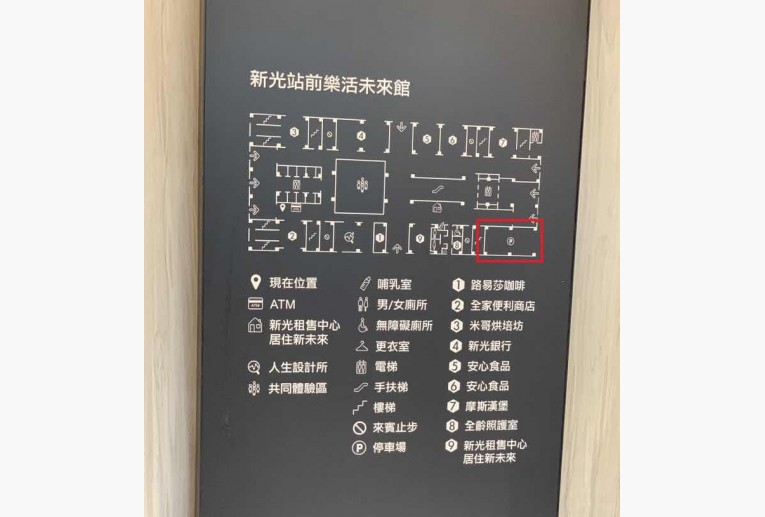 新光站前樂活未來館
3
4
5
6
7
2
1
9
8
P
現在位置
ATM
新光租售中心
居住新未來
人生設計所
共同體驗區
哺乳室
男/女廁所
無障礙廁所
更衣室
電梯
手扶梯
樓梯
來賓止步
P 停車場
1 路易莎咖啡
2 全家便利商店
3 米哥烘培坊
4 新光銀行
5 安心食品
6 安心食品
7 摩斯漢堡
8 全齡照護室
9 新光租售中心
居住新未來